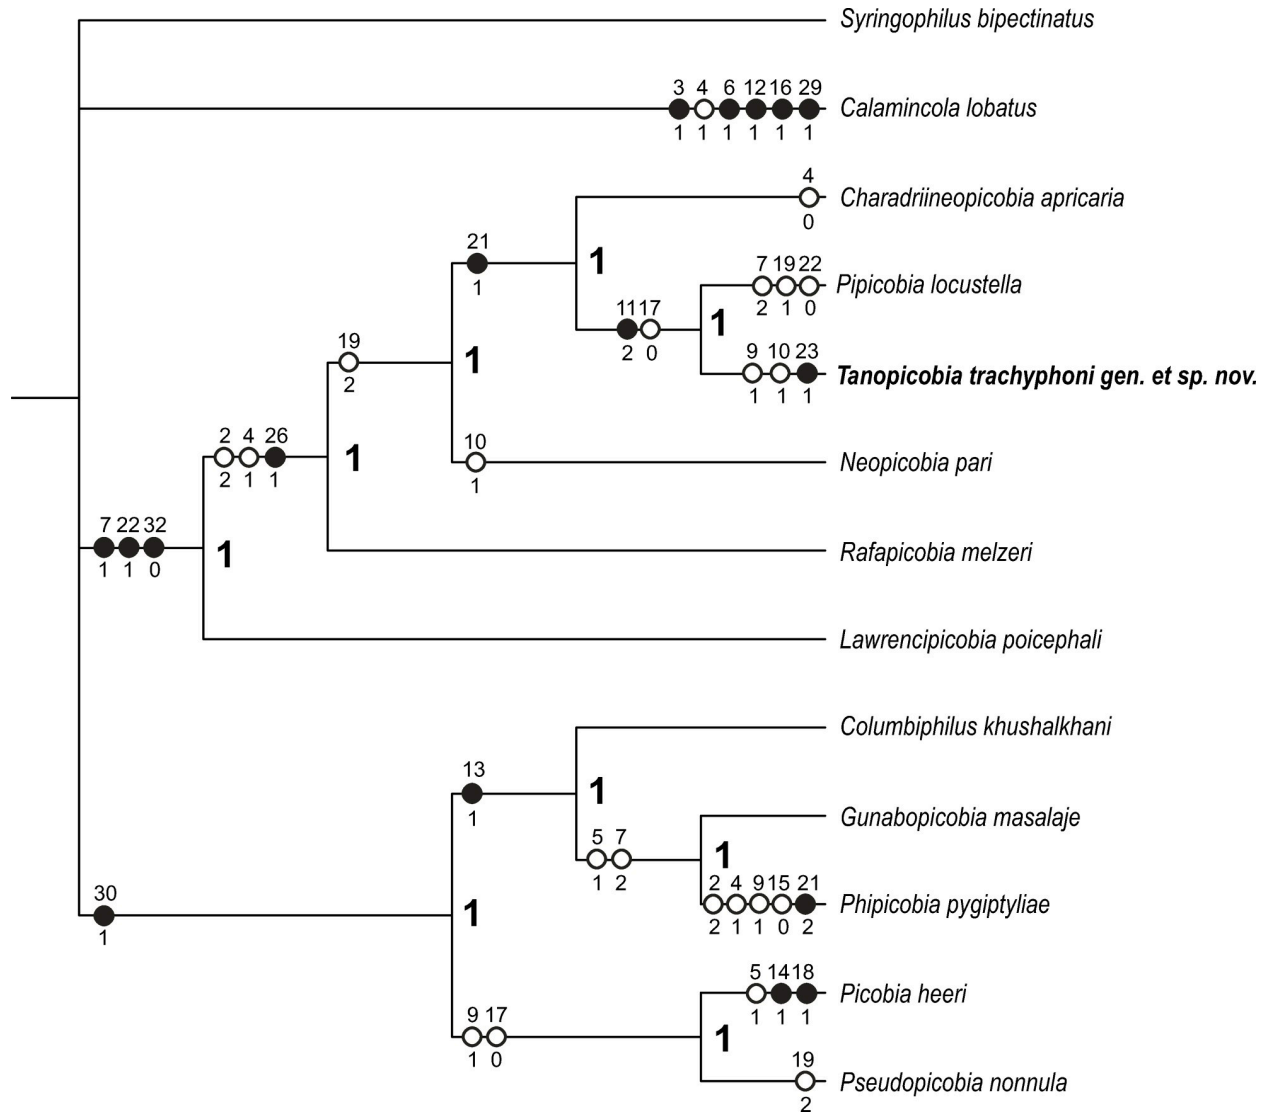 Syringophilus bipectinatus
3 4 6 12 16 29
Calamincola lobatus
1 1 1 1 1 1
4
Charadriineopicobia apricaria
0
21
1
1
7 19 22
Pipicobia locustella
2 1 0
11 17
1
2 0
19
2
1
9 10 23
Tanopicobia trachyphoni gen. et sp. nov.
1 1 1
10
Neopicobia pari
1
2 4 26
1
2 1 1
7 22 32
1
1 1 0
Rafapicobia melzeri
Lawrencipicobia poicephali
Columbiphilus khushalkhani
13
1
1
Gunabopicobia masalaje
5 7
1
1 2
2 4 9 15 21
Phipicobia pygiptyliae
2 1 1 0 2
30
1
1
5 14 18
Picobia heeri
1 1 1
9 17
1
1 0
19
Pseudopicobia nonnula
2